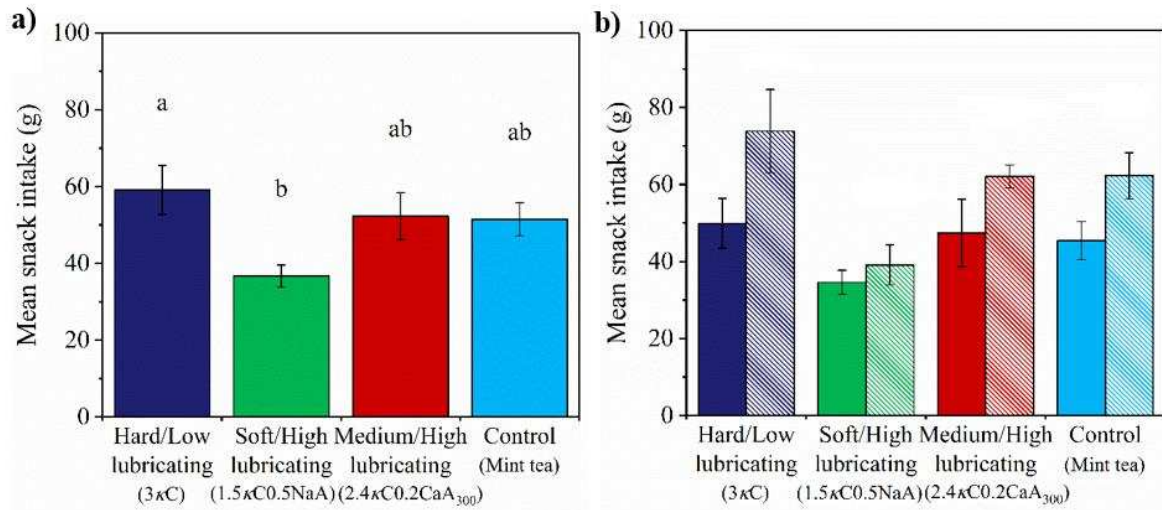 a)
Mean snack intake (g)
100
80
60
40
20
0
a
b
ab
ab
Hard/Low Soft/High Medium/High Control
lubricating lubricating lubricating (Mint tea)
(3κC) (1.5κC0.5NaA) (2.4κC0.2CaA₃₀₀)
b)
Mean snack intake (g)
100
80
60
40
20
0
Hard/Low Soft/High Medium/High Control
lubricating lubricating lubricating (Mint tea)
(3κC) (1.5κC0.5NaA) (2.4κC0.2CaA₃₀₀)